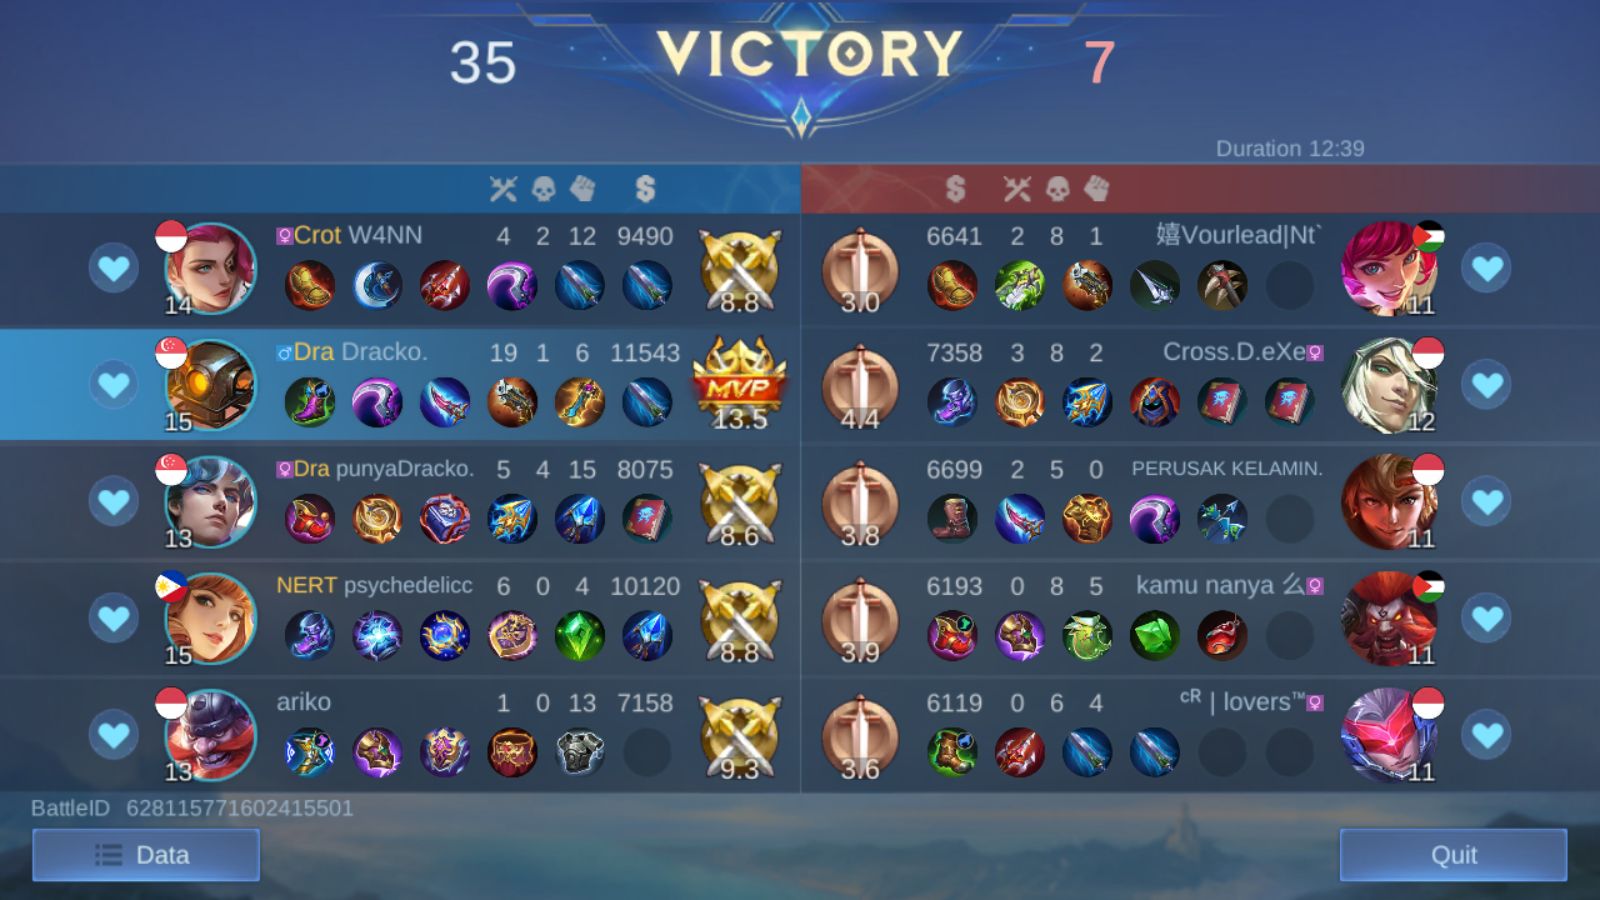 35 VICTORY 7
Duration 12:39
Crot W4NN 4 2 12 9490
14 8.8
6641 2 8 1 嬉Vourlead|Nt`
3.0 11
Dra Dracko. 19 1 6 11543
15 MVP 13.5
7358 3 8 2 Cross.D.eXe
4.4 12
Dra punyaDracko. 5 4 15 8075
13 8.6
6699 2 5 0 PERUSAK KELAMIN.
3.8 11
NERT psychedelicc 6 0 4 10120
15 8.8
6193 0 8 5 kamu nanya 么
3.9 11
ariko 1 0 13 7158
13 9.3
6119 0 6 4 ᶜᴿ | lovers™
3.6 11
BattleID 628115771602415501
Data Quit